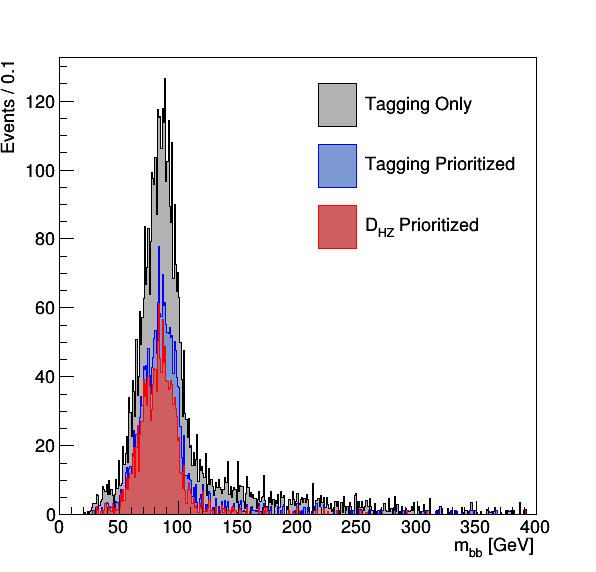 Events / 0.1
120
100
80
60
40
20
0
Tagging Only
Tagging Prioritized
D_HZ Prioritized
0 50 100 150 200 250 300 350 400
m_bb [GeV]